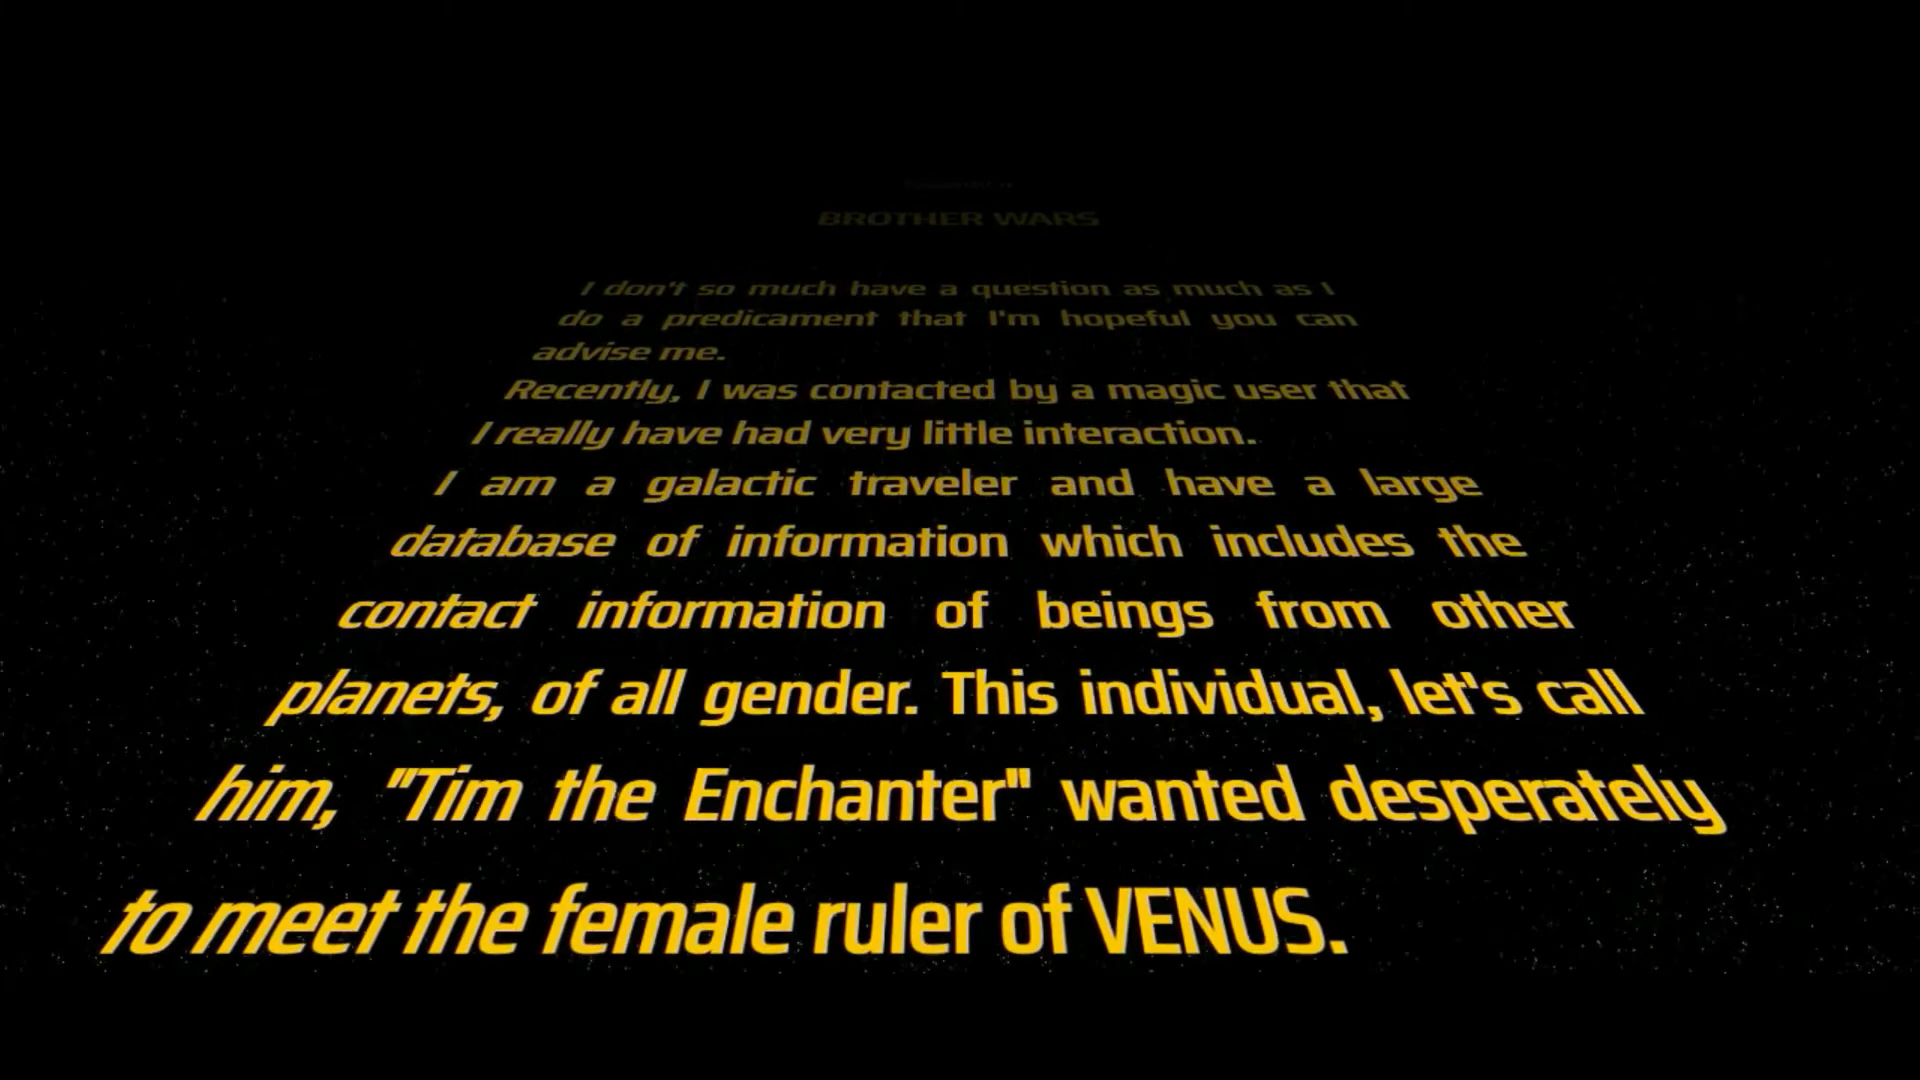 BROTHER WARS
I don't so much have a question as much as I
do a predicament that I'm hopeful you can
advise me.
Recently, I was contacted by a magic user that
I really have had very little interaction.
I am a galactic traveler and have a large
database of information which includes the
contact information of beings from other
planets, of all gender. This individual, let's call
him, "Tim the Enchanter" wanted desperately
to meet the female ruler of VENUS.